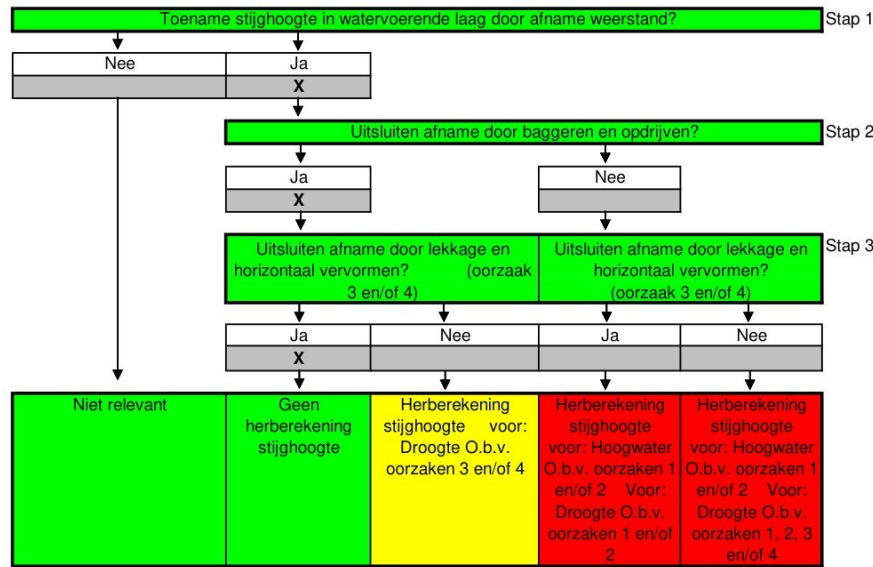 Toename stijghoogte in watervoerende laag door afname weerstand?
Stap 1
Nee
Ja
X
Uitsluiten afname door baggeren en opdrijven?
Stap 2
Ja
Nee
X
Uitsluiten afname door lekkage en
horizontaal vervormen? (oorzaak
3 en/of 4)
Uitsluiten afname door lekkage en
horizontaal vervormen?
(oorzaak 3 en/of 4)
Stap 3
Ja
Nee
Ja
Nee
X
Niet relevant
Geen
herberekening
stijghoogte
Herberekening
stijghoogte voor:
Droogte O.b.v.
oorzaken 3 en/of 4
Herberekening
stijghoogte
voor: Hoogwater
O.b.v. oorzaken 1
en/of 2 Voor:
Droogte O.b.v.
oorzaken 1 en/of
2
Herberekening
stijghoogte
voor: Hoogwater
O.b.v. oorzaken 1
en/of 2 Voor:
Droogte O.b.v.
oorzaken 1, 2, 3
en/of 4